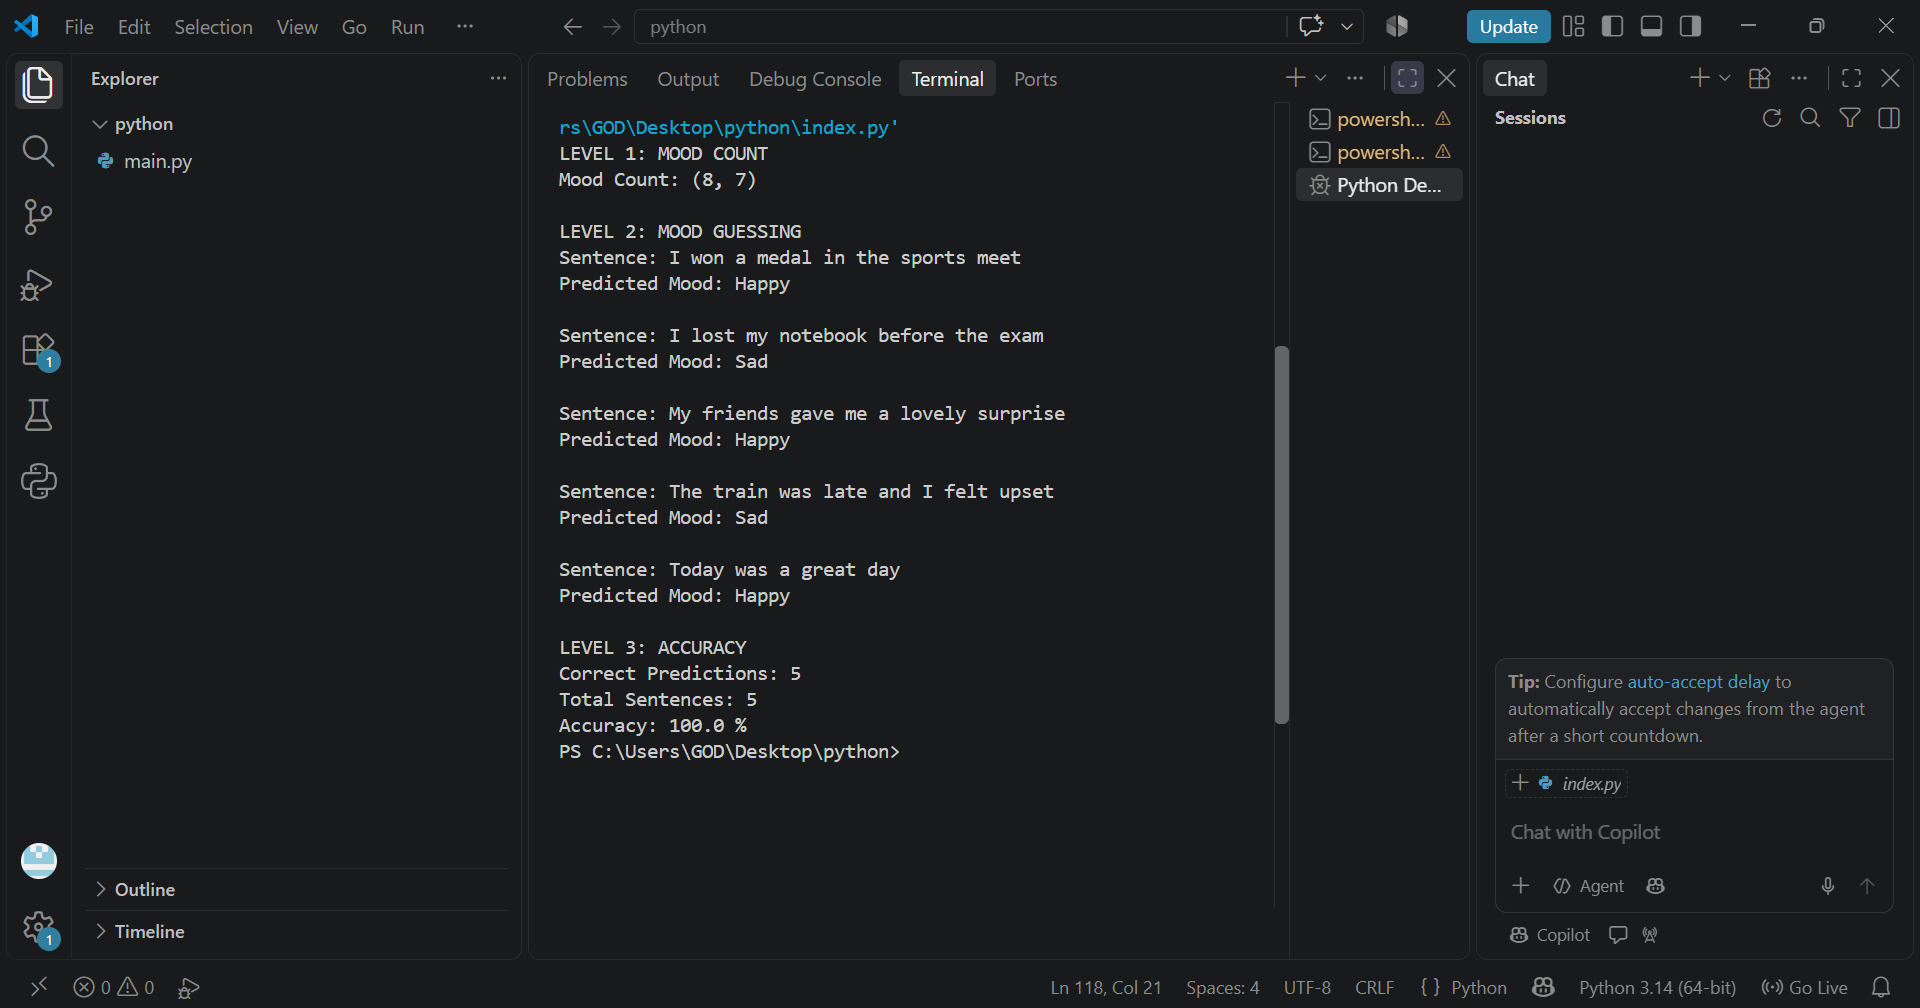 File Edit Selection View Go Run ···
python
Update
Explorer
python
main.py
Outline
Timeline
Problems Output Debug Console Terminal Ports
rs\GOD\Desktop\python\index.py'
LEVEL 1: MOOD COUNT
Mood Count: (8, 7)
LEVEL 2: MOOD GUESSING
Sentence: I won a medal in the sports meet
Predicted Mood: Happy
Sentence: I lost my notebook before the exam
Predicted Mood: Sad
Sentence: My friends gave me a lovely surprise
Predicted Mood: Happy
Sentence: The train was late and I felt upset
Predicted Mood: Sad
Sentence: Today was a great day
Predicted Mood: Happy
LEVEL 3: ACCURACY
Correct Predictions: 5
Total Sentences: 5
Accuracy: 100.0 %
PS C:\Users\GOD\Desktop\python>
powersh...
powersh...
Python De...
Chat
Sessions
Tip: Configure auto-accept delay to
automatically accept changes from the agent
after a short countdown.
index.py
Chat with Copilot
Agent
Copilot
1
1
0 0
Ln 118, Col 21 Spaces: 4 UTF-8 CRLF { } Python Python 3.14 (64-bit) Go Live